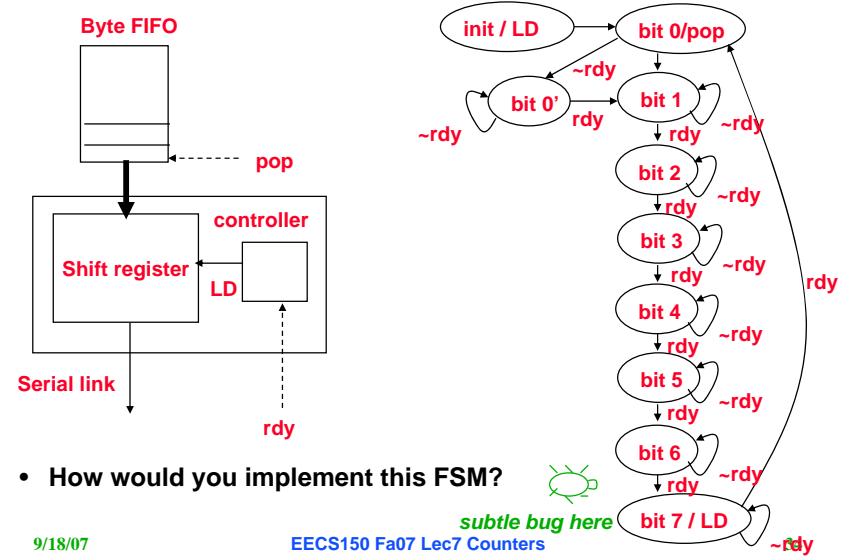 Byte FIFO
pop
controller
Shift register
LD
Serial link
rdy
init / LD
bit 0/pop
~rdy
bit 0’
rdy
~rdy
bit 1
~rdy
rdy
bit 2
~rdy
rdy
bit 3
~rdy
rdy
bit 4
~rdy
rdy
bit 5
~rdy
rdy
bit 6
~rdy
rdy
bit 7 / LD
~rdy
rdy
• How would you implement this FSM?
subtle bug here
9/18/07
EECS150 Fa07 Lec7 Counters